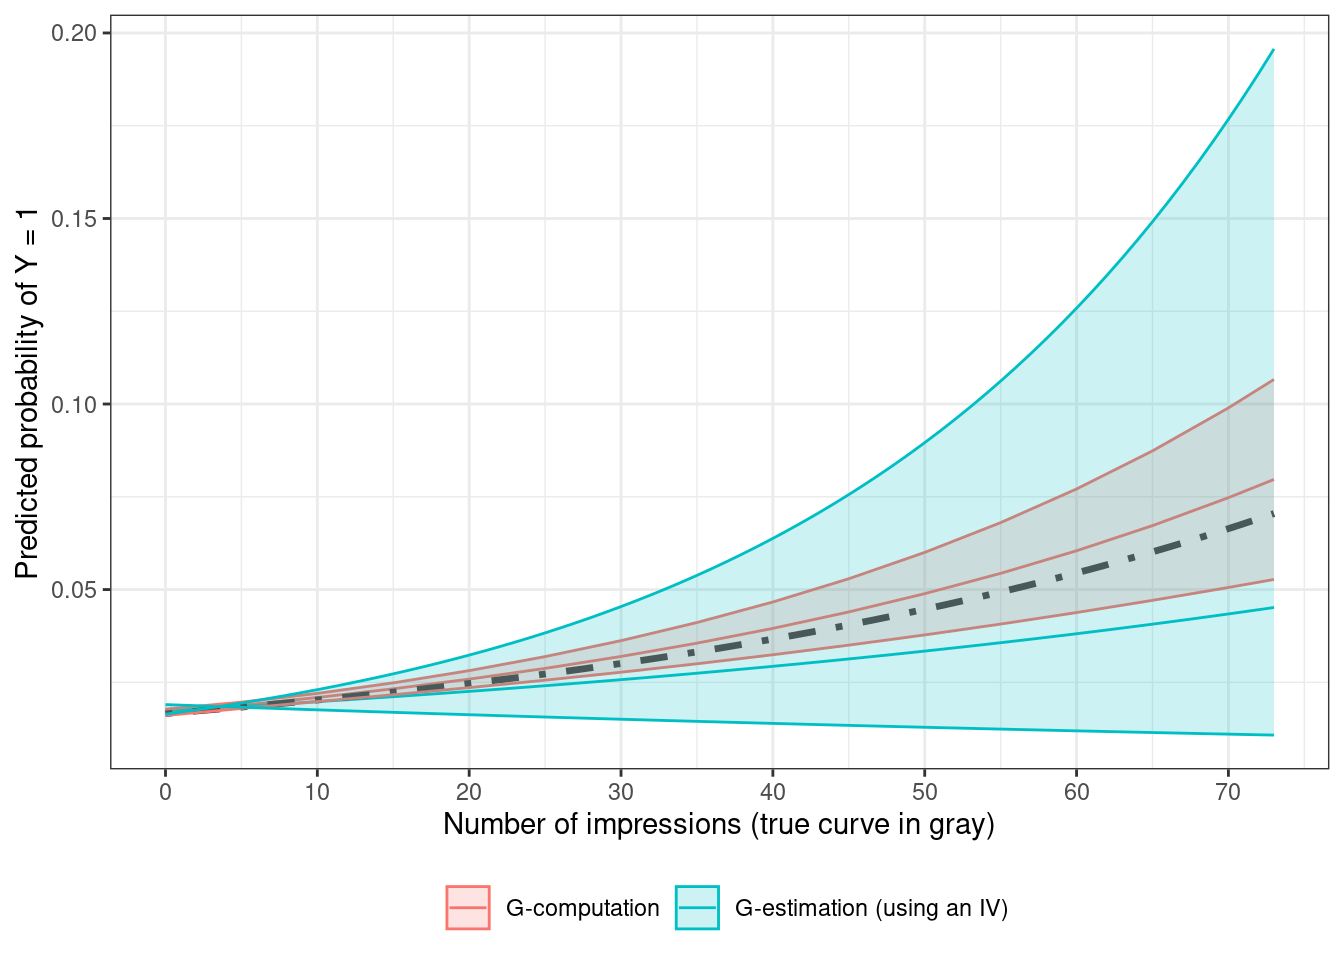 0.20
0.15
0.10
0.05
Predicted probability of Y = 1
0 10 20 30 40 50 60 70
Number of impressions (true curve in gray)
G-computation G-estimation (using an IV)